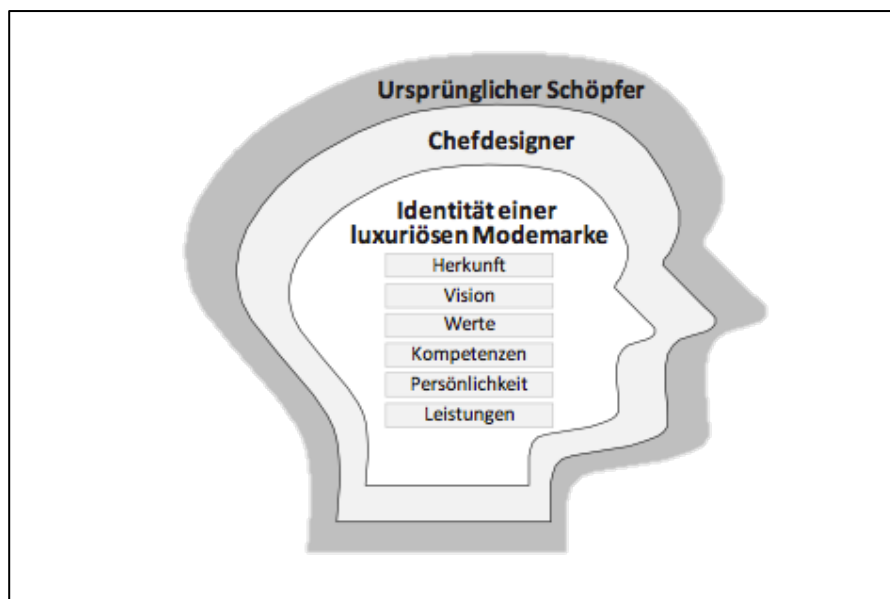 Ursprünglicher Schöpfer
Chefdesigner
Identität einer
luxuriösen Modemarke
Herkunft
Vision
Werte
Kompetenzen
Persönlichkeit
Leistungen